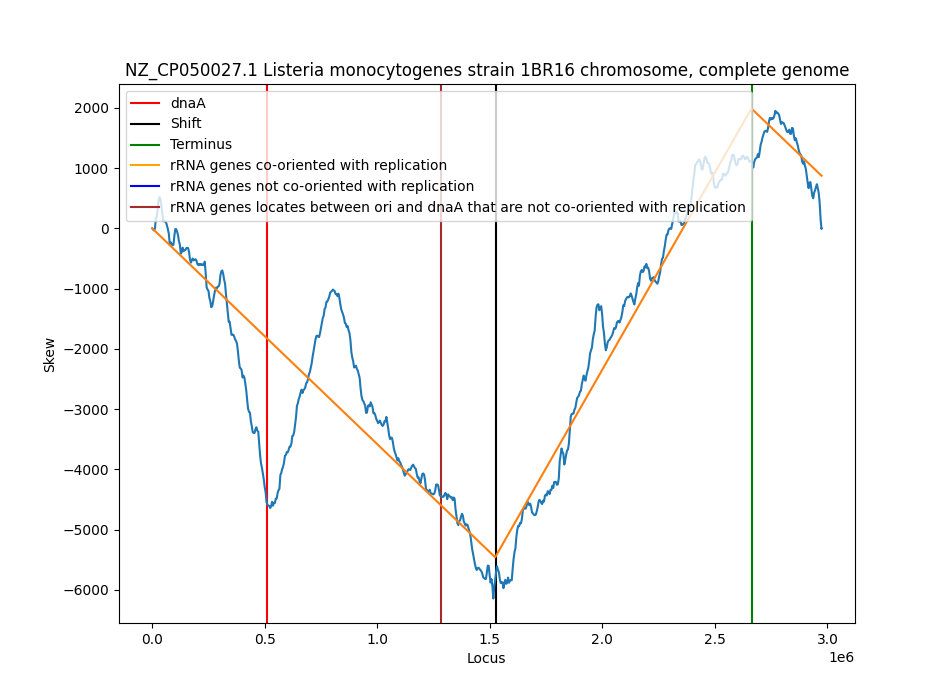 NZ_CP050027.1 Listeria monocytogenes strain 1BR16 chromosome, complete genome
dnaA
Shift
Terminus
rRNA genes co-oriented with replication
rRNA genes not co-oriented with replication
rRNA genes locates between ori and dnaA that are not co-oriented with replication
2000
1000
0
−1000
−2000
−3000
−4000
−5000
−6000
Skew
0.0 0.5 1.0 1.5 2.0 2.5 3.0
1e6
Locus